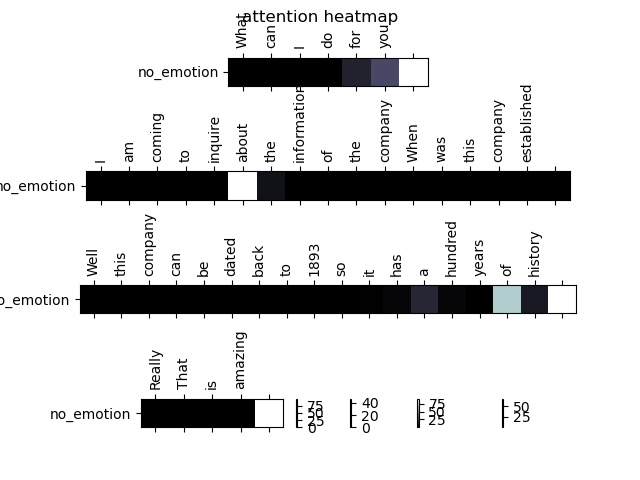 attention heatmap
What can I do for you
no_emotion
I am coming to inquire about the information of the company When was this company established
no_emotion
Well this company can be dated back to 1893 so it has a hundred years of history
o_emotion
Really That is amazing
no_emotion
75 50 25 0
40 20 0
75 50 25
50 25